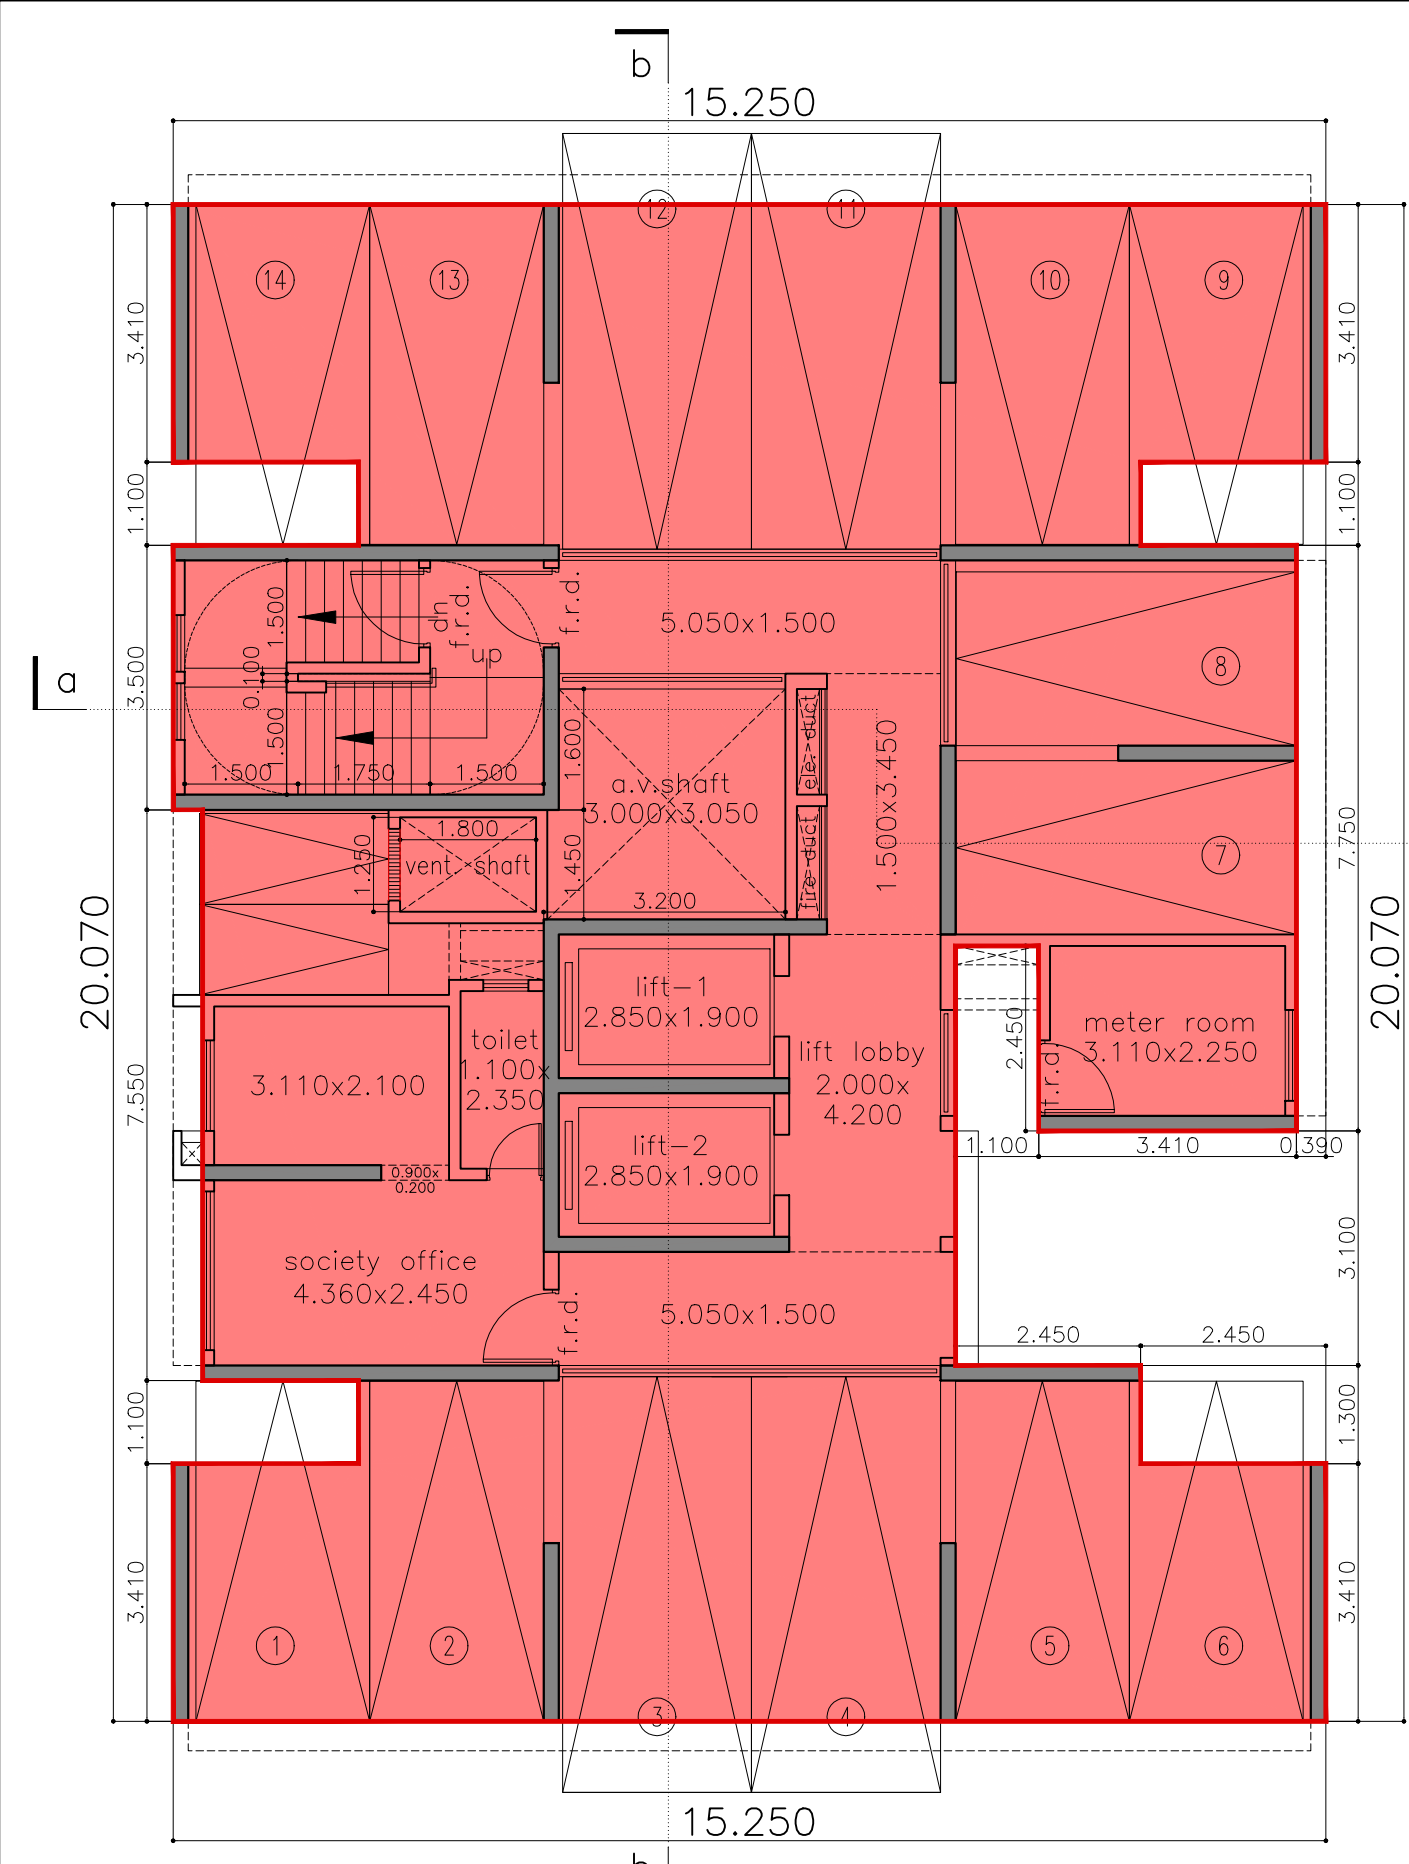 b
15.250
12
11
14
13
10
9
3.410
3.410
1.100
1.100
1.500
dn
f.r.d.
f.r.d.
5.050x1.500
up
8
3.500
0.100
a
1.500
1.600
ele. duct
1.500
1.750
1.500
a.v.shaft
3.000x3.050
1.500x3.450
1.800
1.250
vent. shaft
1.450
fire duct
7
7.750
3.200
20.070
20.070
lift-1
2.850x1.900
toilet
1.100x
2.350
lift lobby
2.000x
4.200
2.450
meter room
3.110x2.250
f.r.d.
3.110x2.100
7.550
lift-2
2.850x1.900
1.100
3.410
0.390
0.900x
0.200
society office
4.360x2.450
3.100
5.050x1.500
f.r.d.
2.450
2.450
1.100
1.300
3.410
3.410
1
2
5
6
3
4
15.250
b